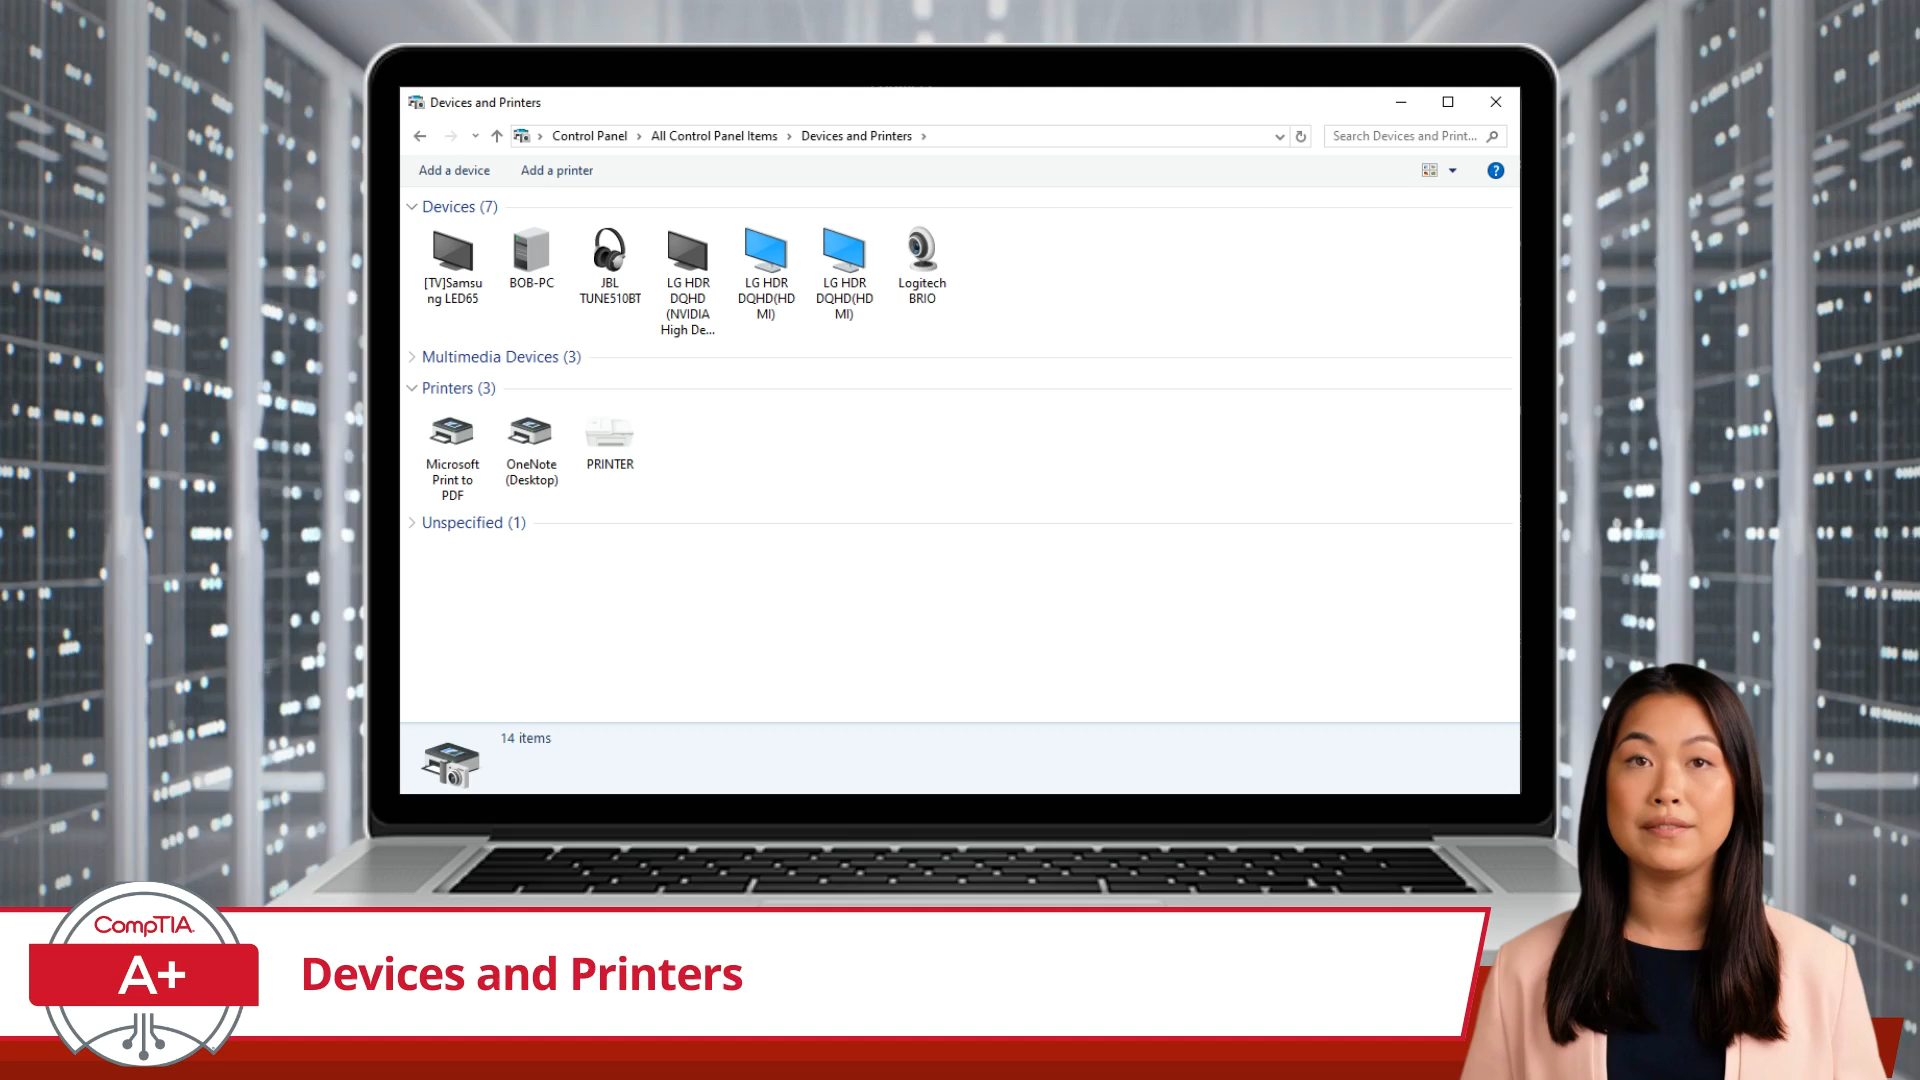 Devices and Printers
Control Panel > All Control Panel Items > Devices and Printers >
Search Devices and Print...
Add a device Add a printer
?
Devices (7)
[TV]Samsu
ng LED65
BOB-PC
JBL
TUNE510BT
LG HDR
DQHD
(NVIDIA
High De...
LG HDR
DQHD(HD
MI)
LG HDR
DQHD(HD
MI)
Logitech
BRIO
Multimedia Devices (3)
Printers (3)
Microsoft
Print to
PDF
OneNote
(Desktop)
PRINTER
Unspecified (1)
14 items
CompTIA.
A+
Devices and Printers